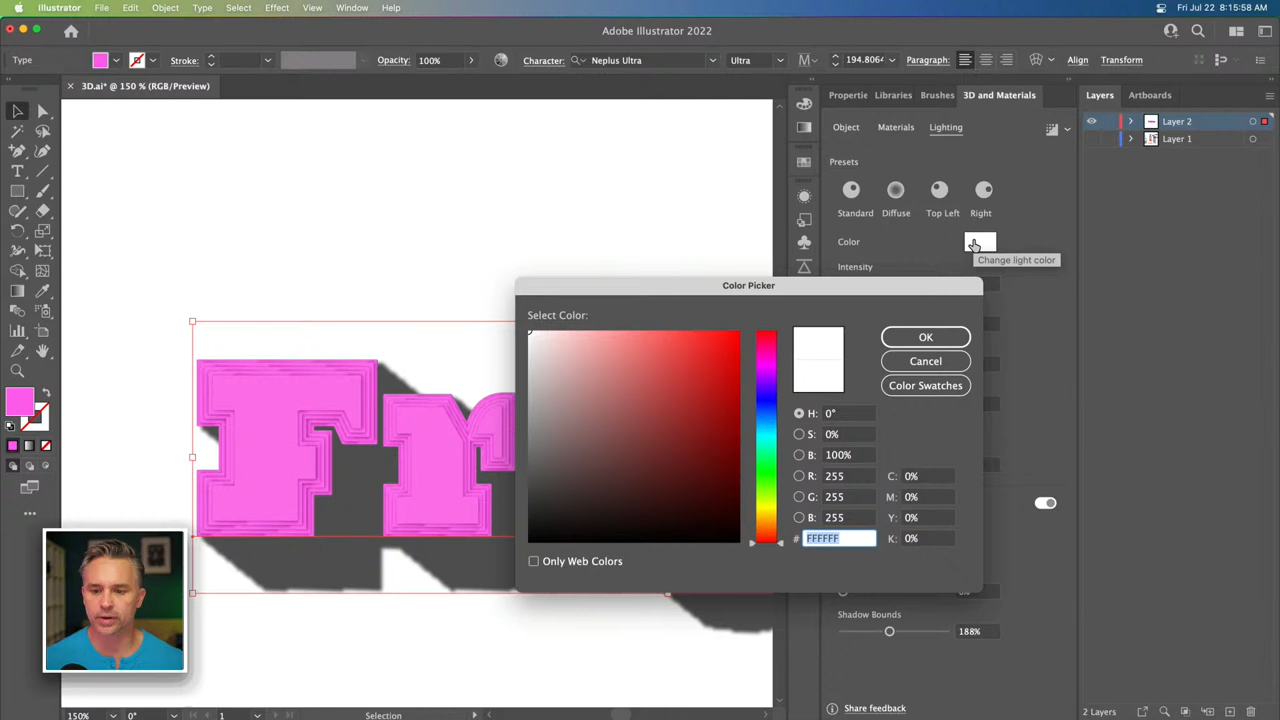 Illustrator File Edit Object Type Select Effect View Window Help Fri Jul 22 8:15:58 AM
Adobe Illustrator 2022
Type Stroke: Opacity: 100% Character: Neplus Ultra Ultra 194.8064 Paragraph: Align Transform
3D.ai* @ 150 % (RGB/Preview)
Propertie Libraries Brushes 3D and Materials Layers Artboards
Object Materials Lighting
Layer 2
Layer 1
Presets
Standard Diffuse Top Left Right
Color
Change light color
Intensity
Color Picker
Select Color:
OK
Cancel
Color Swatches
H: 0°
S: 0%
B: 100%
R: 255 C: 0%
G: 255 M: 0%
B: 255 Y: 0%
# FFFFFF K: 0%
Only Web Colors
Shadow Bounds
188%
Share feedback
150% 0° 1 Selection 2 Layers